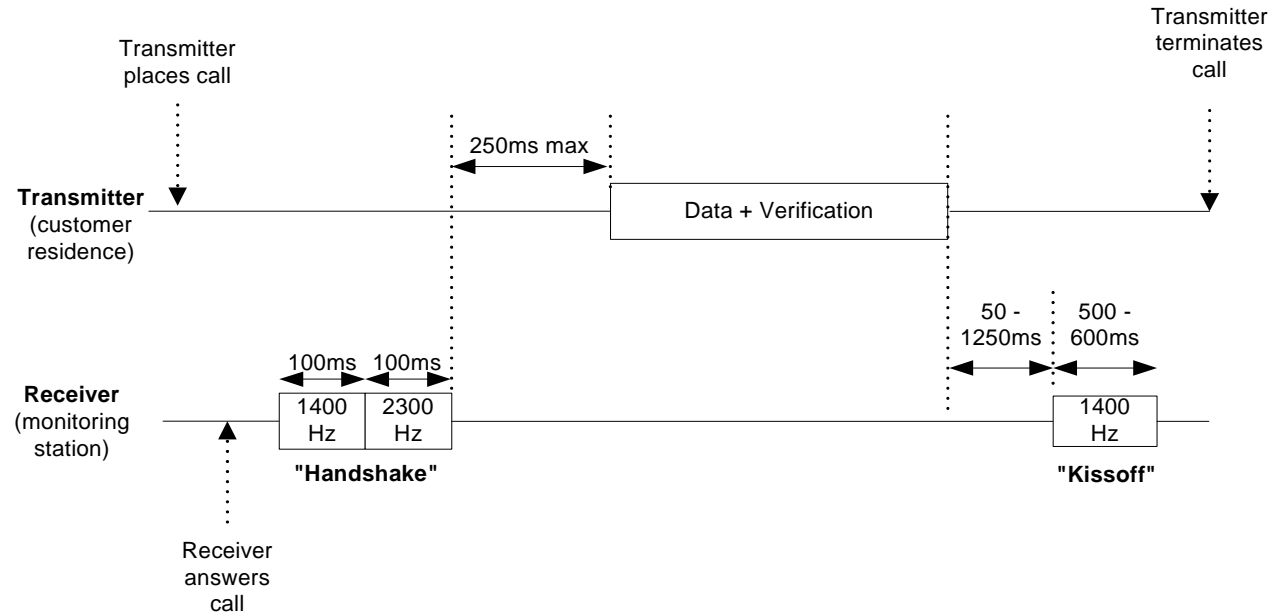 Transmitter
places call
Transmitter
terminates
call
250ms max
Transmitter
(customer
residence)
Data + Verification
50 -
1250ms
500 -
600ms
100ms
100ms
Receiver
(monitoring
station)
1400
Hz
2300
Hz
1400
Hz
"Handshake"
"Kissoff"
Receiver
answers
call